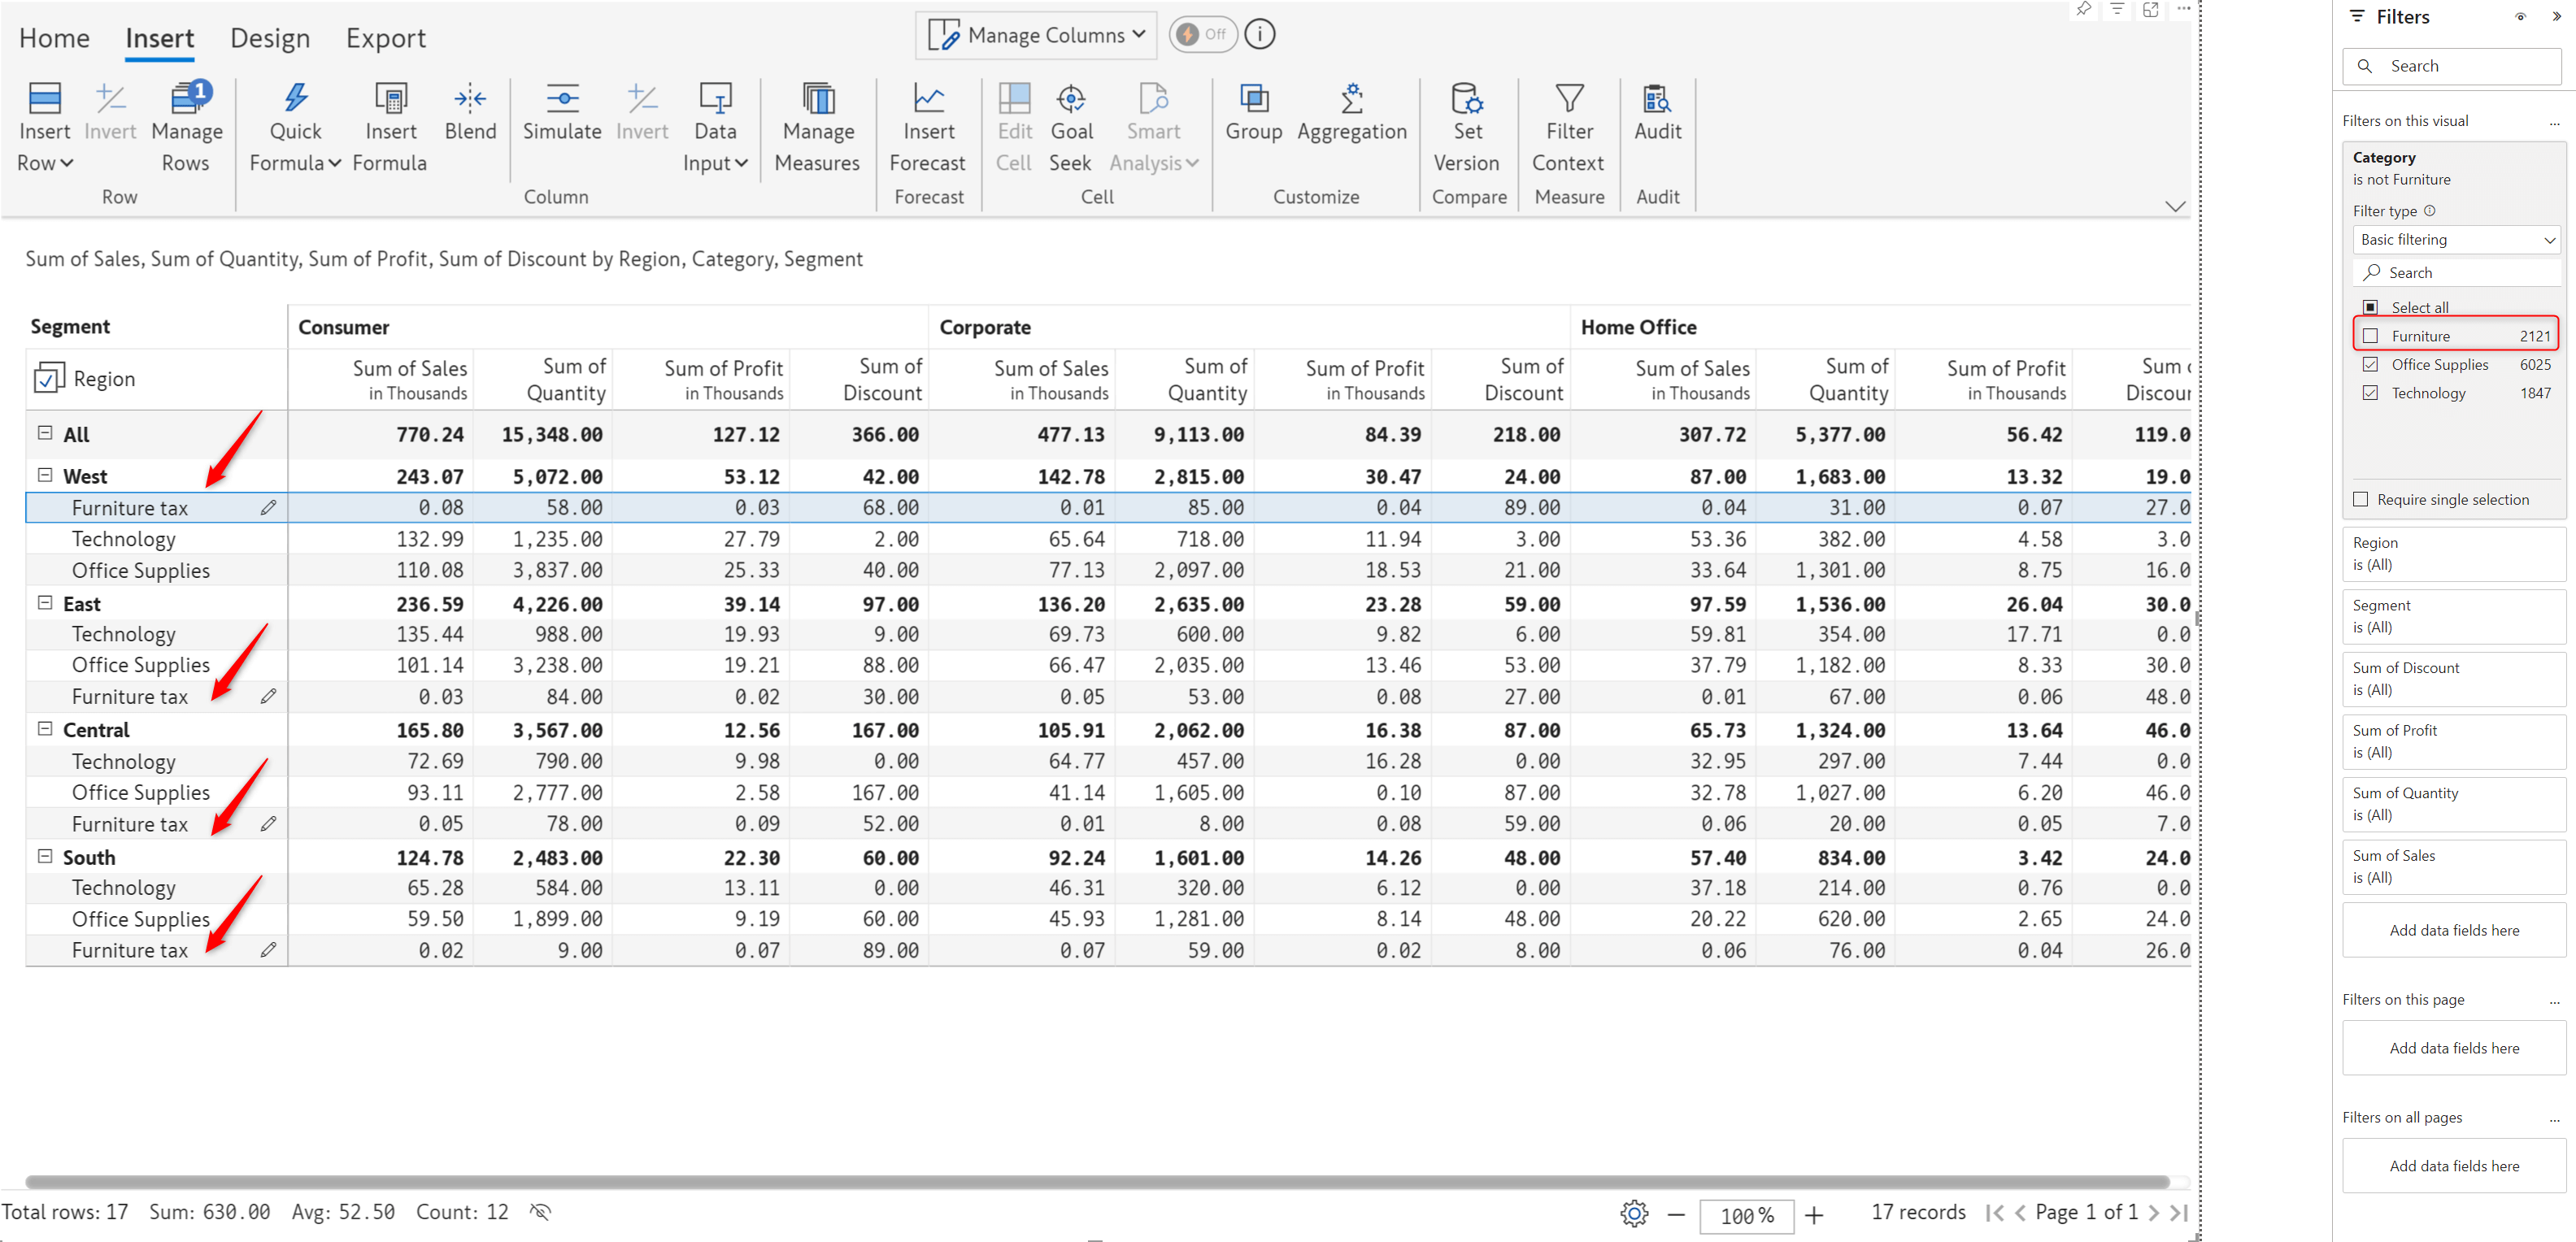 Home Insert Design Export
Manage Columns Off i
Insert Row
Invert
Manage Rows
1
Row
Quick Formula
Insert Formula
Blend
Simulate
Invert
Data Input
Column
Manage Measures
Insert Forecast
Forecast
Edit Cell
Goal Seek
Smart Analysis
Cell
Group
Aggregation
Customize
Set Version
Compare
Filter Context
Measure
Audit
Audit
Sum of Sales, Sum of Quantity, Sum of Profit, Sum of Discount by Region, Category, Segment
Segment Consumer Corporate Home Office
Region Sum of Sales in Thousands Sum of Quantity Sum of Profit in Thousands Sum of Discount Sum of Sales in Thousands Sum of Quantity Sum of Profit in Thousands Sum of Discount Sum of Sales in Thousands Sum of Quantity Sum of Profit in Thousands Sum
All 770.24 15,348.00 127.12 366.00 477.13 9,113.00 84.39 218.00 307.72 5,377.00 56.42 119.0
West 243.07 5,072.00 53.12 42.00 142.78 2,815.00 30.47 24.00 87.00 1,683.00 13.32 19.0
Furniture tax 0.08 58.00 0.03 68.00 0.01 85.00 0.04 89.00 0.04 31.00 0.07 27.0
Technology 132.99 1,235.00 27.79 2.00 65.64 718.00 11.94 3.00 53.36 382.00 4.58 3.0
Office Supplies 110.08 3,837.00 25.33 40.00 77.13 2,097.00 18.53 21.00 33.64 1,301.00 8.75 16.0
East 236.59 4,226.00 39.14 97.00 136.20 2,635.00 23.28 59.00 97.59 1,536.00 26.04 30.0
Technology 135.44 988.00 19.93 9.00 69.73 600.00 9.82 6.00 59.81 354.00 17.71 0.0
Office Supplies 101.14 3,238.00 19.21 88.00 66.47 2,035.00 13.46 53.00 37.79 1,182.00 8.33 30.0
Furniture tax 0.03 84.00 0.02 30.00 0.05 53.00 0.08 27.00 0.01 67.00 0.06 48.0
Central 165.80 3,567.00 12.56 167.00 105.91 2,062.00 16.38 87.00 65.73 1,324.00 13.64 46.0
Technology 72.69 790.00 9.98 0.00 64.77 457.00 16.28 0.00 32.95 297.00 7.44 0.0
Office Supplies 93.11 2,777.00 2.58 167.00 41.14 1,605.00 0.10 87.00 32.78 1,027.00 6.20 46.0
Furniture tax 0.05 78.00 0.09 52.00 0.01 8.00 0.08 59.00 0.06 20.00 0.05 7.0
South 124.78 2,483.00 22.30 60.00 92.24 1,601.00 14.26 48.00 57.40 834.00 3.42 24.0
Technology 65.28 584.00 13.11 0.00 46.31 320.00 6.12 0.00 37.18 214.00 0.76 0.0
Office Supplies 59.50 1,899.00 9.19 60.00 45.93 1,281.00 8.14 48.00 20.22 620.00 2.65 24.0
Furniture tax 0.02 9.00 0.07 89.00 0.07 59.00 0.02 8.00 0.06 76.00 0.04 26.0
Total rows: 17 Sum: 630.00 Avg: 52.50 Count: 12
100% 17 records Page 1 of 1
Filters
Search
Filters on this visual ...
Category
is not Furniture
Filter type
Basic filtering
Search
Select all
Furniture 2121
Office Supplies 6025
Technology 1847
Require single selection
Region
is (All)
Segment
is (All)
Sum of Discount
is (All)
Sum of Profit
is (All)
Sum of Quantity
is (All)
Sum of Sales
is (All)
Add data fields here
Filters on this page ...
Add data fields here
Filters on all pages ...
Add data fields here